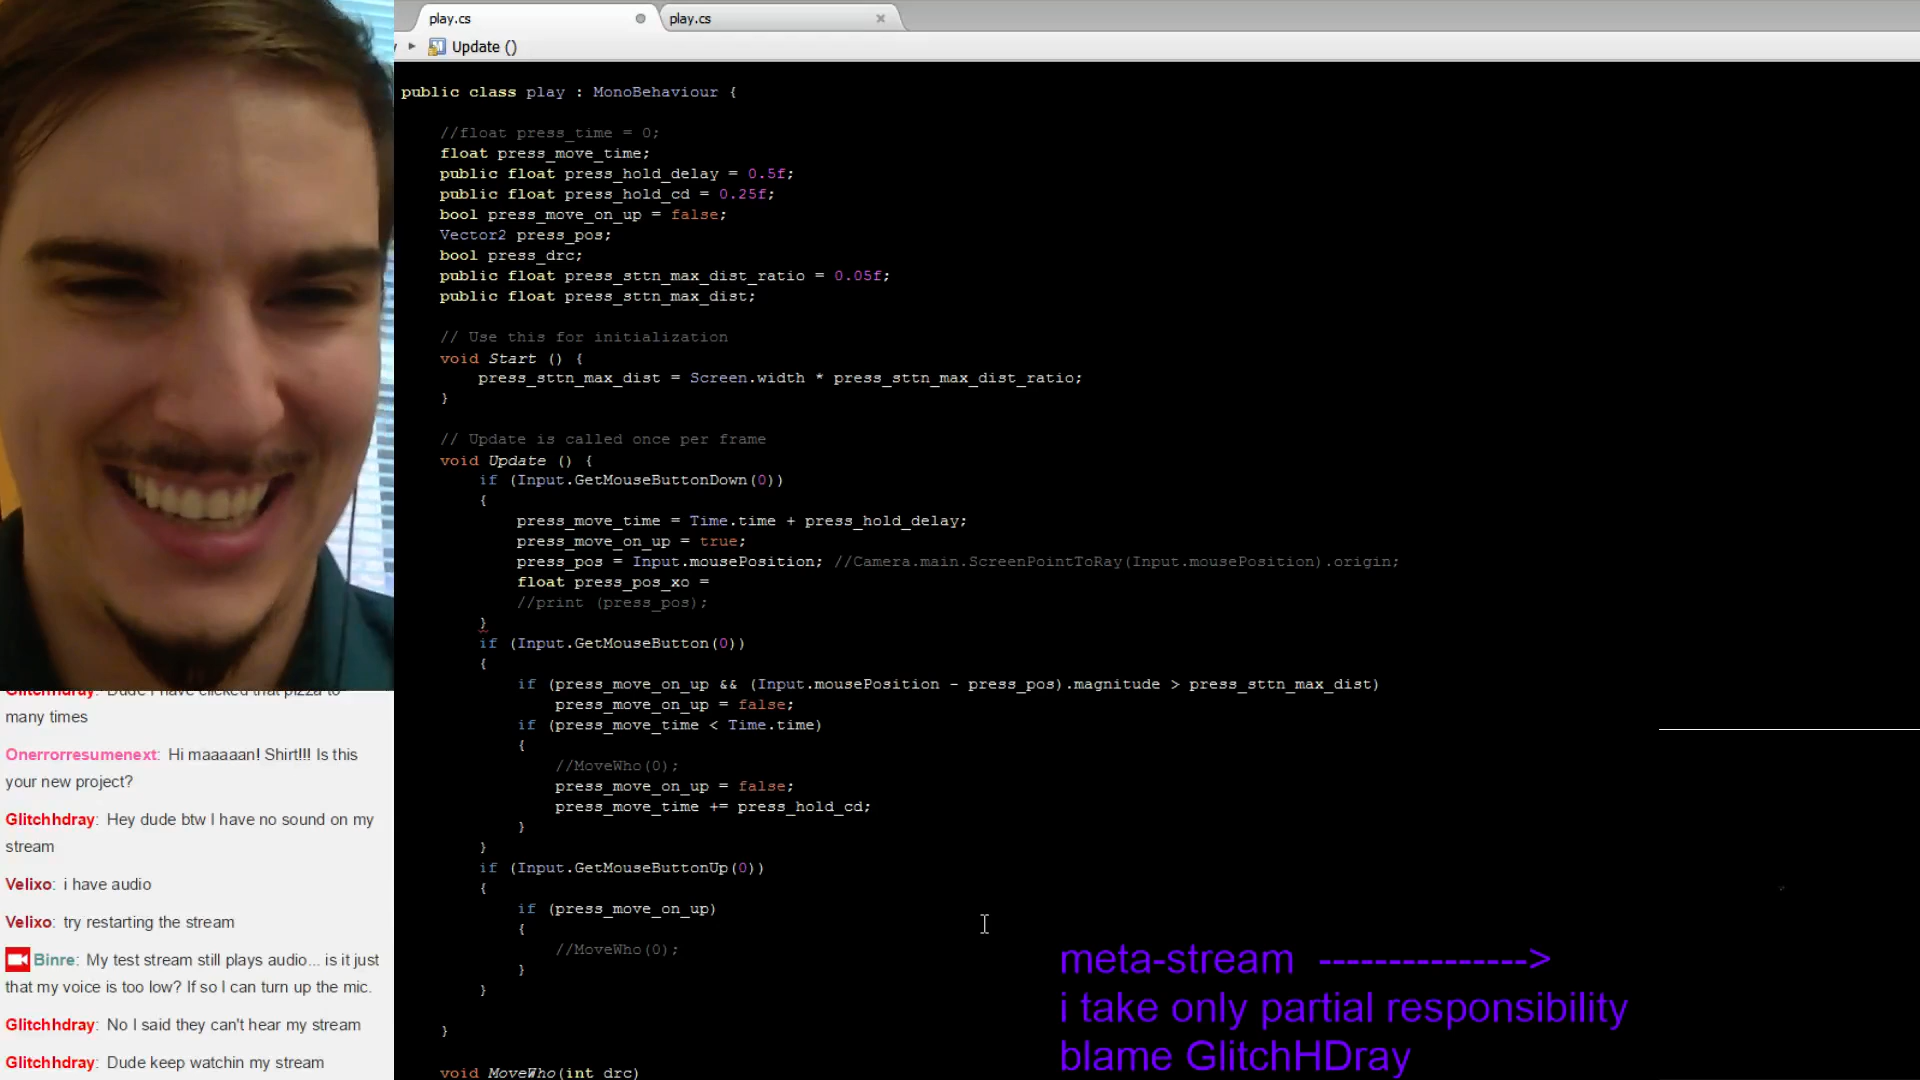 play.cs
play.cs
Update ()
public class play : MonoBehaviour {
//float press_time = 0;
float press_move_time;
public float press_hold_delay = 0.5f;
public float press_hold_cd = 0.25f;
bool press_move_on_up = false;
Vector2 press_pos;
bool press_drc;
public float press_sttn_max_dist_ratio = 0.05f;
public float press_sttn_max_dist;
// Use this for initialization
void Start () {
press_sttn_max_dist = Screen.width * press_sttn_max_dist_ratio;
}
// Update is called once per frame
void Update () {
if (Input.GetMouseButtonDown(0))
{
press_move_time = Time.time + press_hold_delay;
press_move_on_up = true;
press_pos = Input.mousePosition; //Camera.main.ScreenPointToRay(Input.mousePosition).origin;
float press_pos_xo =
//print (press_pos);
}
if (Input.GetMouseButton(0))
{
if (press_move_on_up && (Input.mousePosition - press_pos).magnitude > press_sttn_max_dist)
press_move_on_up = false;
if (press_move_time < Time.time)
{
//MoveWho(0);
press_move_on_up = false;
press_move_time += press_hold_cd;
}
}
if (Input.GetMouseButtonUp(0))
{
if (press_move_on_up)
{
//MoveWho(0);
}
}
}
void MoveWho(int drc)
Glitchhdray: Dude I have clicked that pizza to
many times
Onerrorresumenext: Hi maaaaan! Shirt!!! Is this
your new project?
Glitchhdray: Hey dude btw I have no sound on my
stream
Velixo: i have audio
Velixo: try restarting the stream
Binre: My test stream still plays audio... is it just
that my voice is too low? If so I can turn up the mic.
Glitchhdray: No I said they can't hear my stream
Glitchhdray: Dude keep watchin my stream
meta-stream --------------->
i take only partial responsibility
blame GlitchHDray